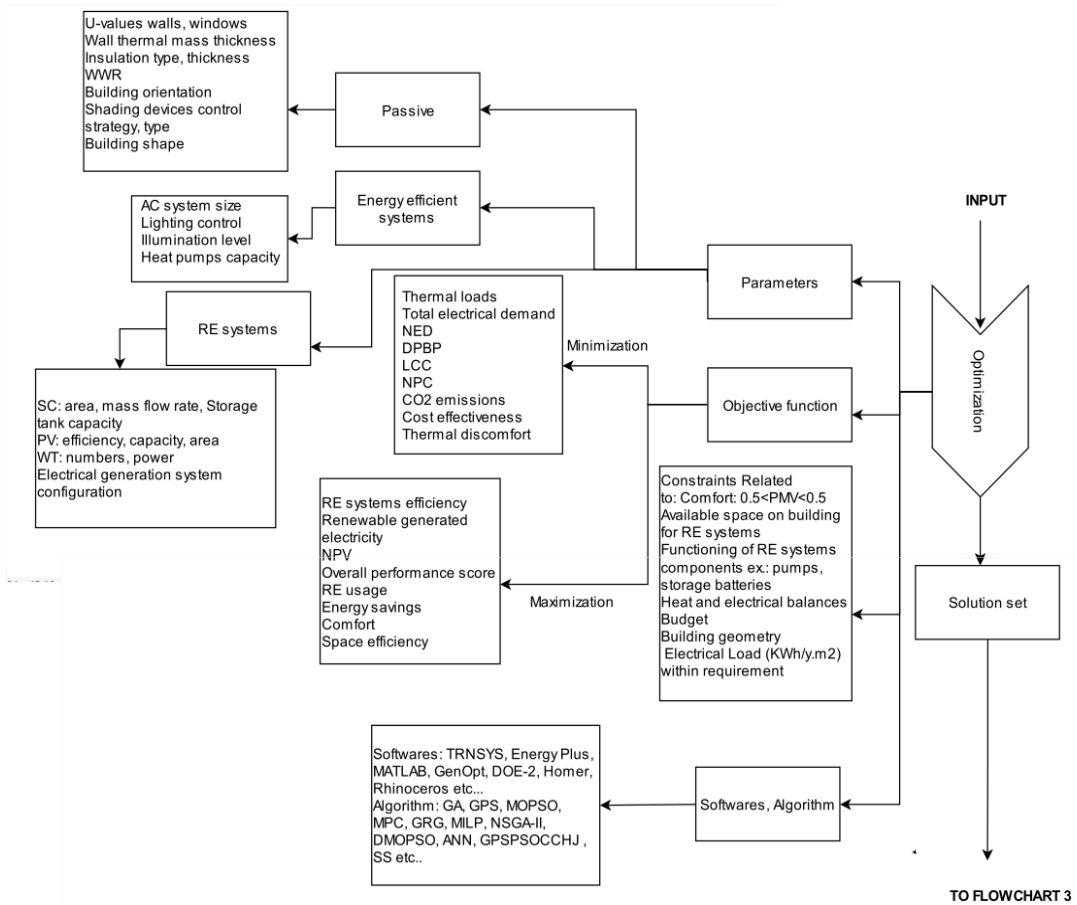 U-values walls, windows
Wall thermal mass thickness
Insulation type, thickness
WWR
Building orientation
Shading devices control
strategy, type
Building shape
Passive
AC system size
Lighting control
Illumination level
Heat pumps capacity
Energy efficient
systems
INPUT
RE systems
Thermal loads
Total electrical demand
NED
DPBP
LCC
NPC
CO2 emissions
Cost effectiveness
Thermal discomfort
Minimization
Parameters
Optimization
SC: area, mass flow rate, Storage
tank capacity
PV: efficiency, capacity, area
WT: numbers, power
Electrical generation system
configuration
Objective function
RE systems efficiency
Renewable generated
electricity
NPV
Overall performance score
RE usage
Energy savings
Comfort
Space efficiency
Maximization
Constraints Related
to: Comfort: 0.5<PMV<0.5
Available space on building
for RE systems
Functioning of RE systems
components ex.: pumps,
storage batteries
Heat and electrical balances
Budget
Building geometry
Electrical Load (KWh/y.m2)
within requirement
Solution set
Softwares: TRNSYS, Energy Plus,
MATLAB, GenOpt, DOE-2, Homer,
Rhinoceros etc...
Algorithm: GA, GPS, MOPSO,
MPC, GRG, MILP, NSGA-II,
DMOPSO, ANN, GPSPSOCCHJ ,
SS etc..
Softwares, Algorithm
TO FLOWCHART 3